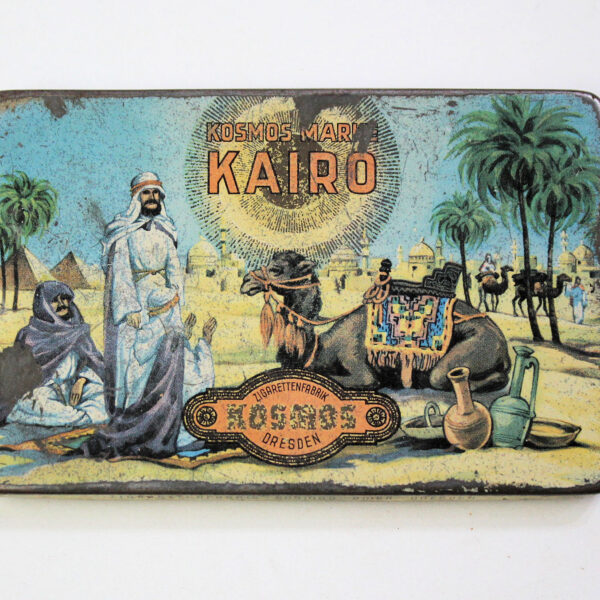 KOSMOS MARKE
KAIRO
ZIGARETTENFABRIK
KOSMOS
DRESDEN